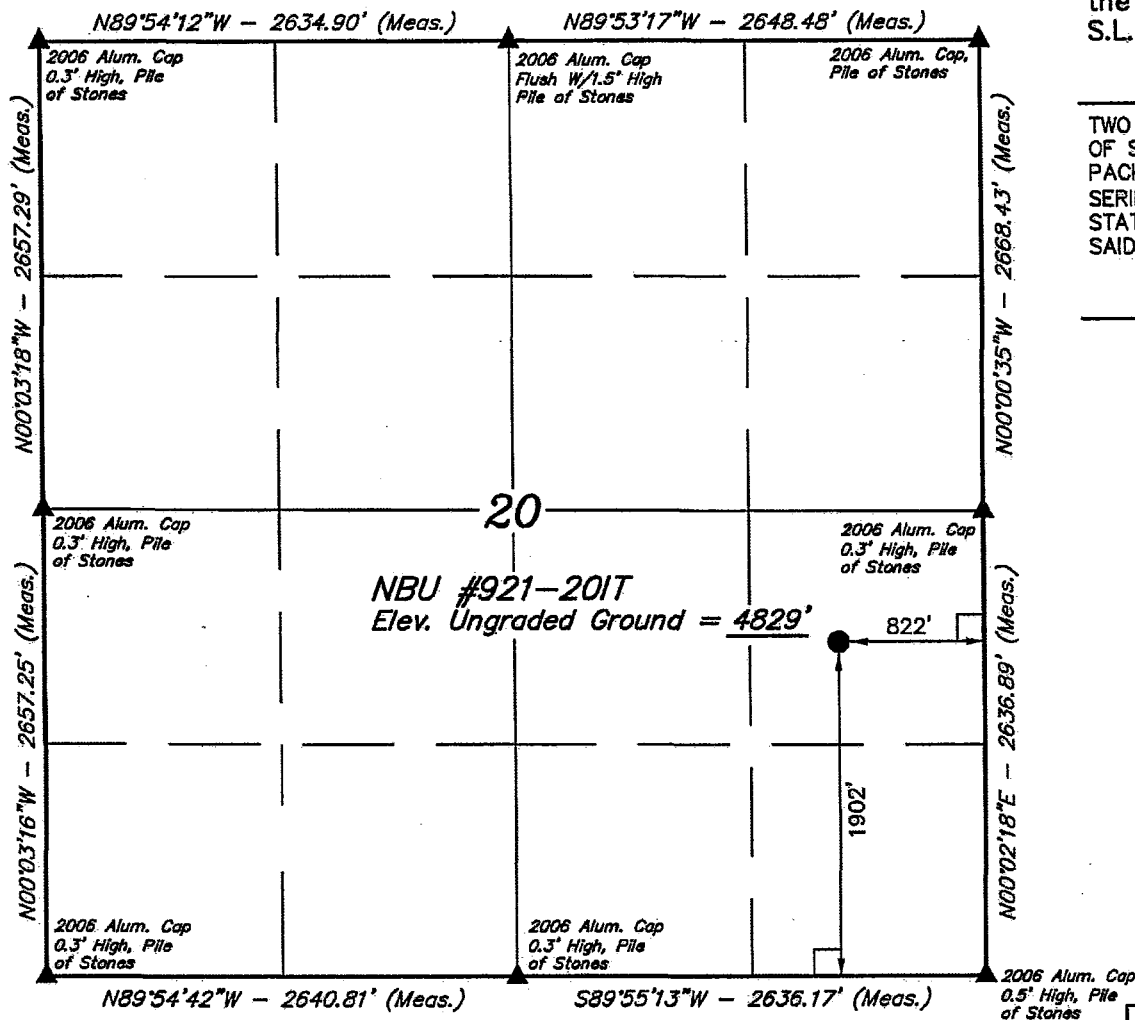 N89°54'12"W - 2634.90' (Meas.)
N89°53'17"W - 2648.48' (Meas.)
the
S.L.
2006 Alum. Cap
0.3' High, Pile
of Stones
2006 Alum. Cap
Flush W/1.5' High
Pile of Stones
2006 Alum. Cap,
Pile of Stones
TWO
OF S
PACK
SERIE
STAT
SAID
N00°03'18"W - 2657.29' (Meas.)
N00°00'35"W - 2668.43' (Meas.)
20
2006 Alum. Cap
0.3' High, Pile
of Stones
2006 Alum. Cap
0.3' High, Pile
of Stones
NBU #921-20IT
Elev. Ungraded Ground = 4829'
822'
1902'
N00°03'16"W - 2657.25' (Meas.)
N00°02'18"E - 2636.89' (Meas.)
2006 Alum. Cap
0.3' High, Pile
of Stones
2006 Alum. Cap
0.3' High, Pile
of Stones
2006 Alum. Cap
0.5' High, Pile
of Stones
N89°54'42"W - 2640.81' (Meas.)
S89°55'13"W - 2636.17' (Meas.)